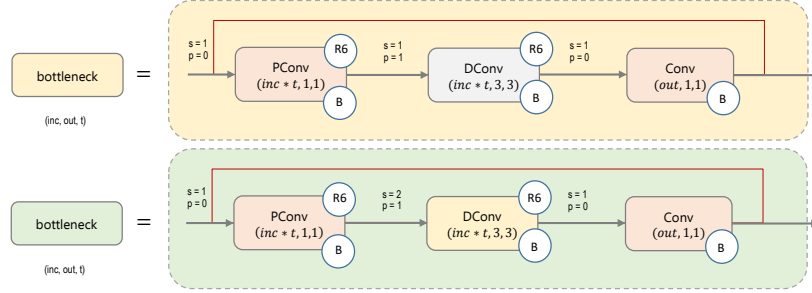 bottleneck
=
(inc, out, t)
s = 1
p = 0
PConv
(inc * t, 1,1)
R6
B
s = 1
p = 1
DConv
(inc * t, 3, 3)
R6
B
s = 1
p = 0
Conv
(out, 1,1)
B
bottleneck
=
(inc, out, t)
s = 1
p = 0
PConv
(inc * t, 1,1)
R6
B
s = 2
p = 1
DConv
(inc * t, 3, 3)
R6
B
s = 1
p = 0
Conv
(out, 1,1)
B